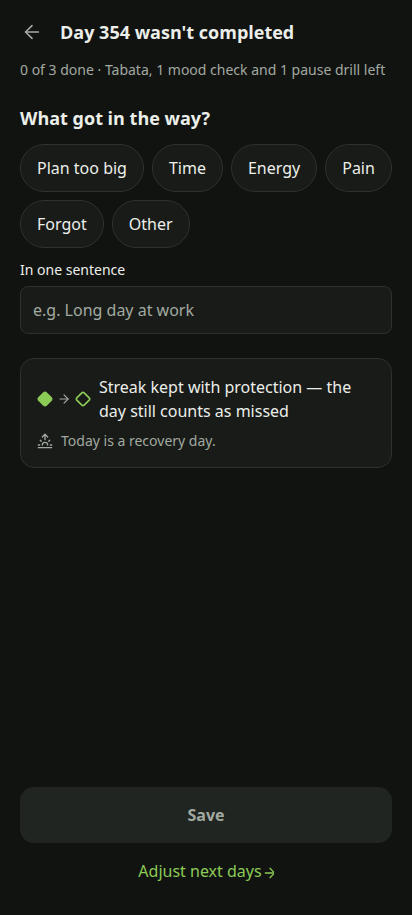 Day 354 wasn't completed
0 of 3 done · Tabata, 1 mood check and 1 pause drill left
What got in the way?
Plan too big
Time
Energy
Pain
Forgot
Other
In one sentence
e.g. Long day at work
Streak kept with protection — the
day still counts as missed
Today is a recovery day.
Save
Adjust next days